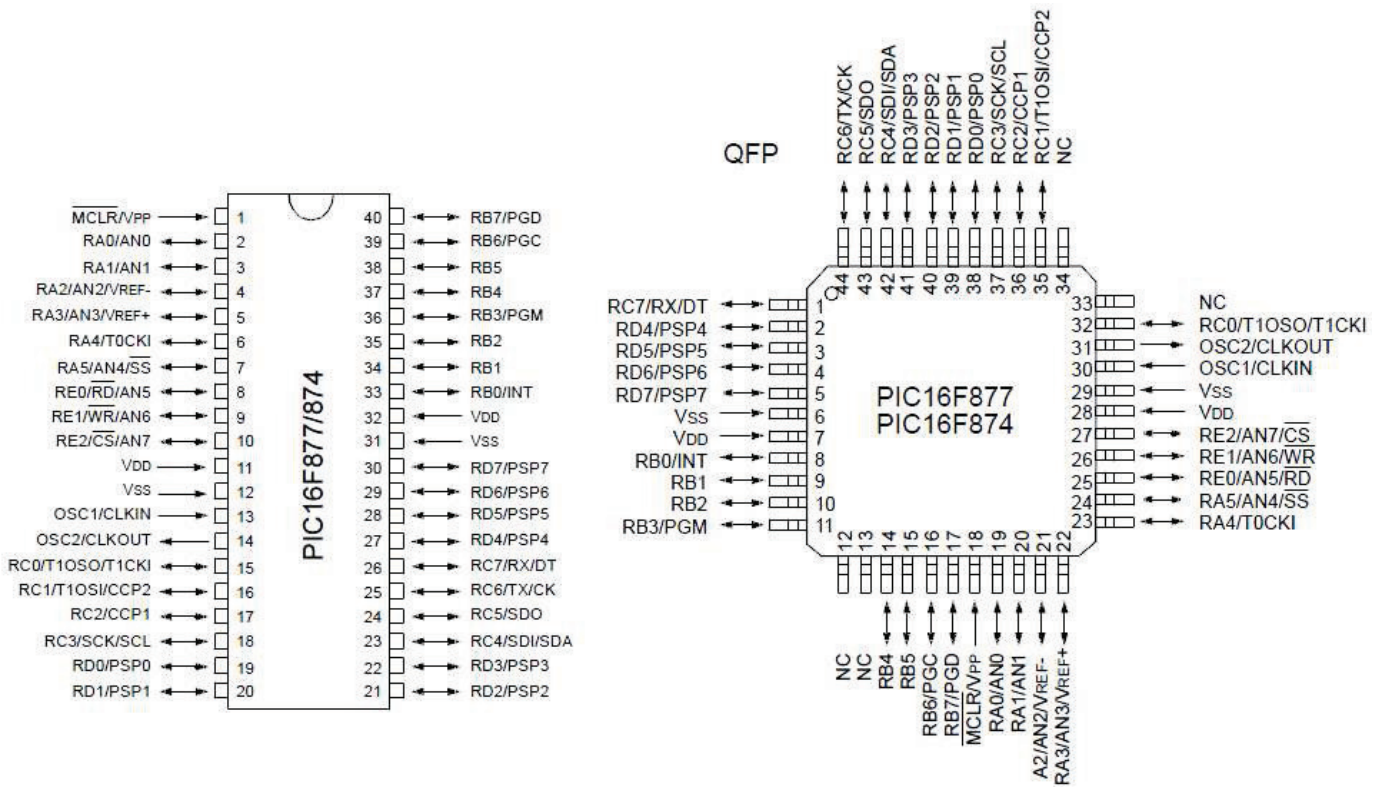 MCLR/VPP
RA0/AN0
RA1/AN1
RA2/AN2/VREF-
RA3/AN3/VREF+
RA4/T0CKI
RA5/AN4/SS
RE0/RD/AN5
RE1/WR/AN6
RE2/CS/AN7
VDD
VSS
OSC1/CLKIN
OSC2/CLKOUT
RC0/T1OSO/T1CKI
RC1/T1OSI/CCP2
RC2/CCP1
RC3/SCK/SCL
RD0/PSP0
RD1/PSP1
1
2
3
4
5
6
7
8
9
10
11
12
13
14
15
16
17
18
19
20
PIC16F877/874
40
39
38
37
36
35
34
33
32
31
30
29
28
27
26
25
24
23
22
21
RB7/PGD
RB6/PGC
RB5
RB4
RB3/PGM
RB2
RB1
RB0/INT
VDD
VSS
RD7/PSP7
RD6/PSP6
RD5/PSP5
RD4/PSP4
RC7/RX/DT
RC6/TX/CK
RC5/SDO
RC4/SDI/SDA
RD3/PSP3
RD2/PSP2
QFP
RC6/TX/CK
RC5/SDO
RC4/SDI/SDA
RD3/PSP3
RD2/PSP2
RD1/PSP1
RD0/PSP0
RC3/SCK/SCL
RC2/CCP1
RC1/T1OSI/CCP2
NC
44
43
42
41
40
39
38
37
36
35
34
RC7/RX/DT
RD4/PSP4
RD5/PSP5
RD6/PSP6
RD7/PSP7
VSS
VDD
RB0/INT
RB1
RB2
RB3/PGM
1
2
3
4
5
6
7
8
9
10
11
PIC16F877
PIC16F874
33
32
31
30
29
28
27
26
25
24
23
NC
RC0/T1OSO/T1CKI
OSC2/CLKOUT
OSC1/CLKIN
VSS
VDD
RE2/AN7/CS
RE1/AN6/WR
RE0/AN5/RD
RA5/AN4/SS
RA4/T0CKI
12
13
14
15
16
17
18
19
20
21
22
NC
NC
RB4
RB5
RB6/PGC
RB7/PGD
MCLR/VPP
RA0/AN0
RA1/AN1
A2/AN2/VREF-
RA3/AN3/VREF+